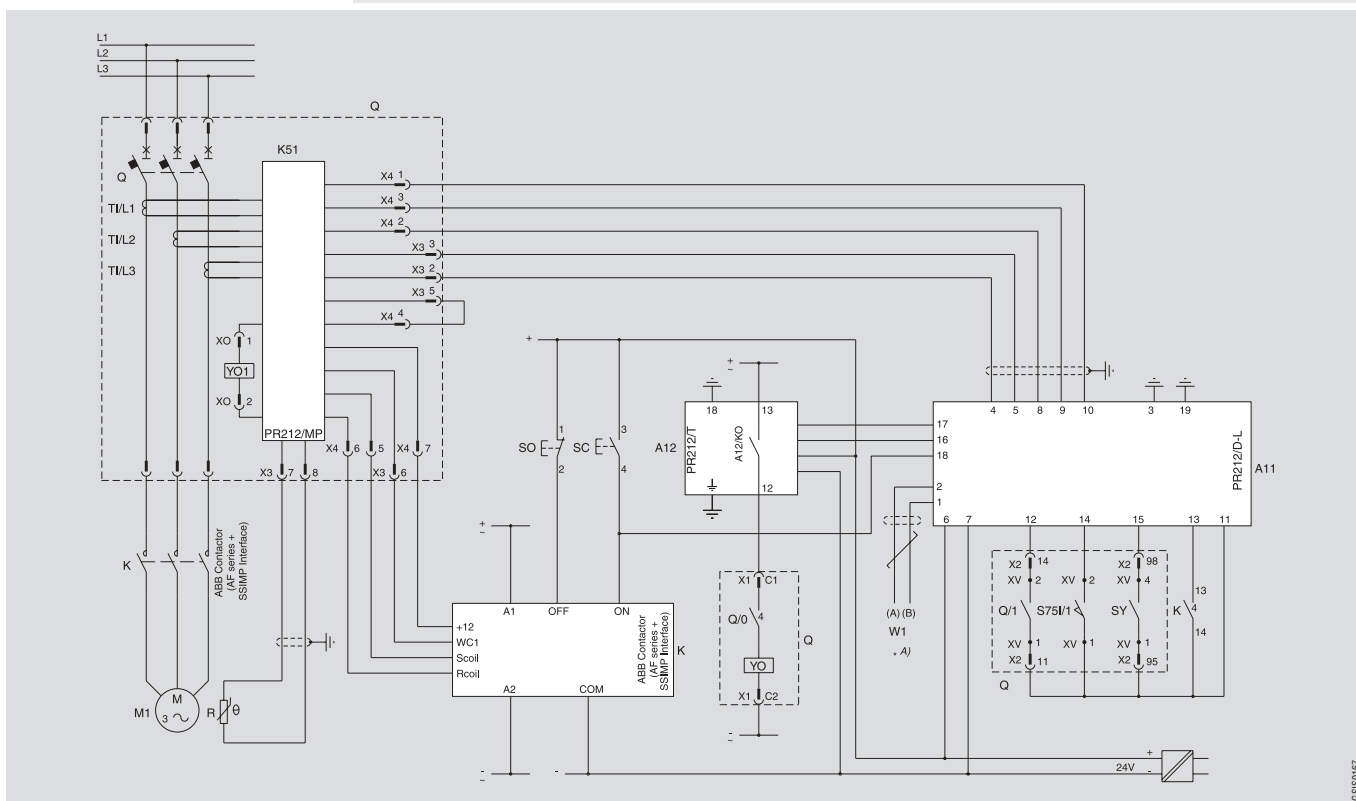 L1
L2
L3
Q
K51
Q
TI/L1
TI/L2
TI/L3
X4 1
X4 3
X4 2
X3 3
X3 2
X3 5
X4 4
XO 1
YO1
XO 2
PR212/MP
X3 7 8
X4 6 5
X3 6
X4 7
K
ABB Contactor
(AF series +
SSIMP Interface)
M1
M
3
R
θ
+
SO
1
2
SC
3
4
+
A1
OFF
ON
+12
WC1
Scoil
Rcoil
A2
COM
ABB Contactor
(AF series +
SSIMP Interface)
K
-
-
A12
PR212/T
18
13
A12/KO
12
+
X1 C1
Q/0 4
YO
X1 C2
Q
-
4 5 8 9 10 3 19
17
16
18
2
1
PR212/D-L
A11
6 7 12 14 15 13 11
(A) (B)
W1
* A)
X2 14
XV 2
Q/1
XV 1
X2 11
XV 2
S75I/1
XV 1
X2 98
XV 4
SY
XV 1
X2 95
Q
K
13
4
14
+
24V
-
GSIS0167